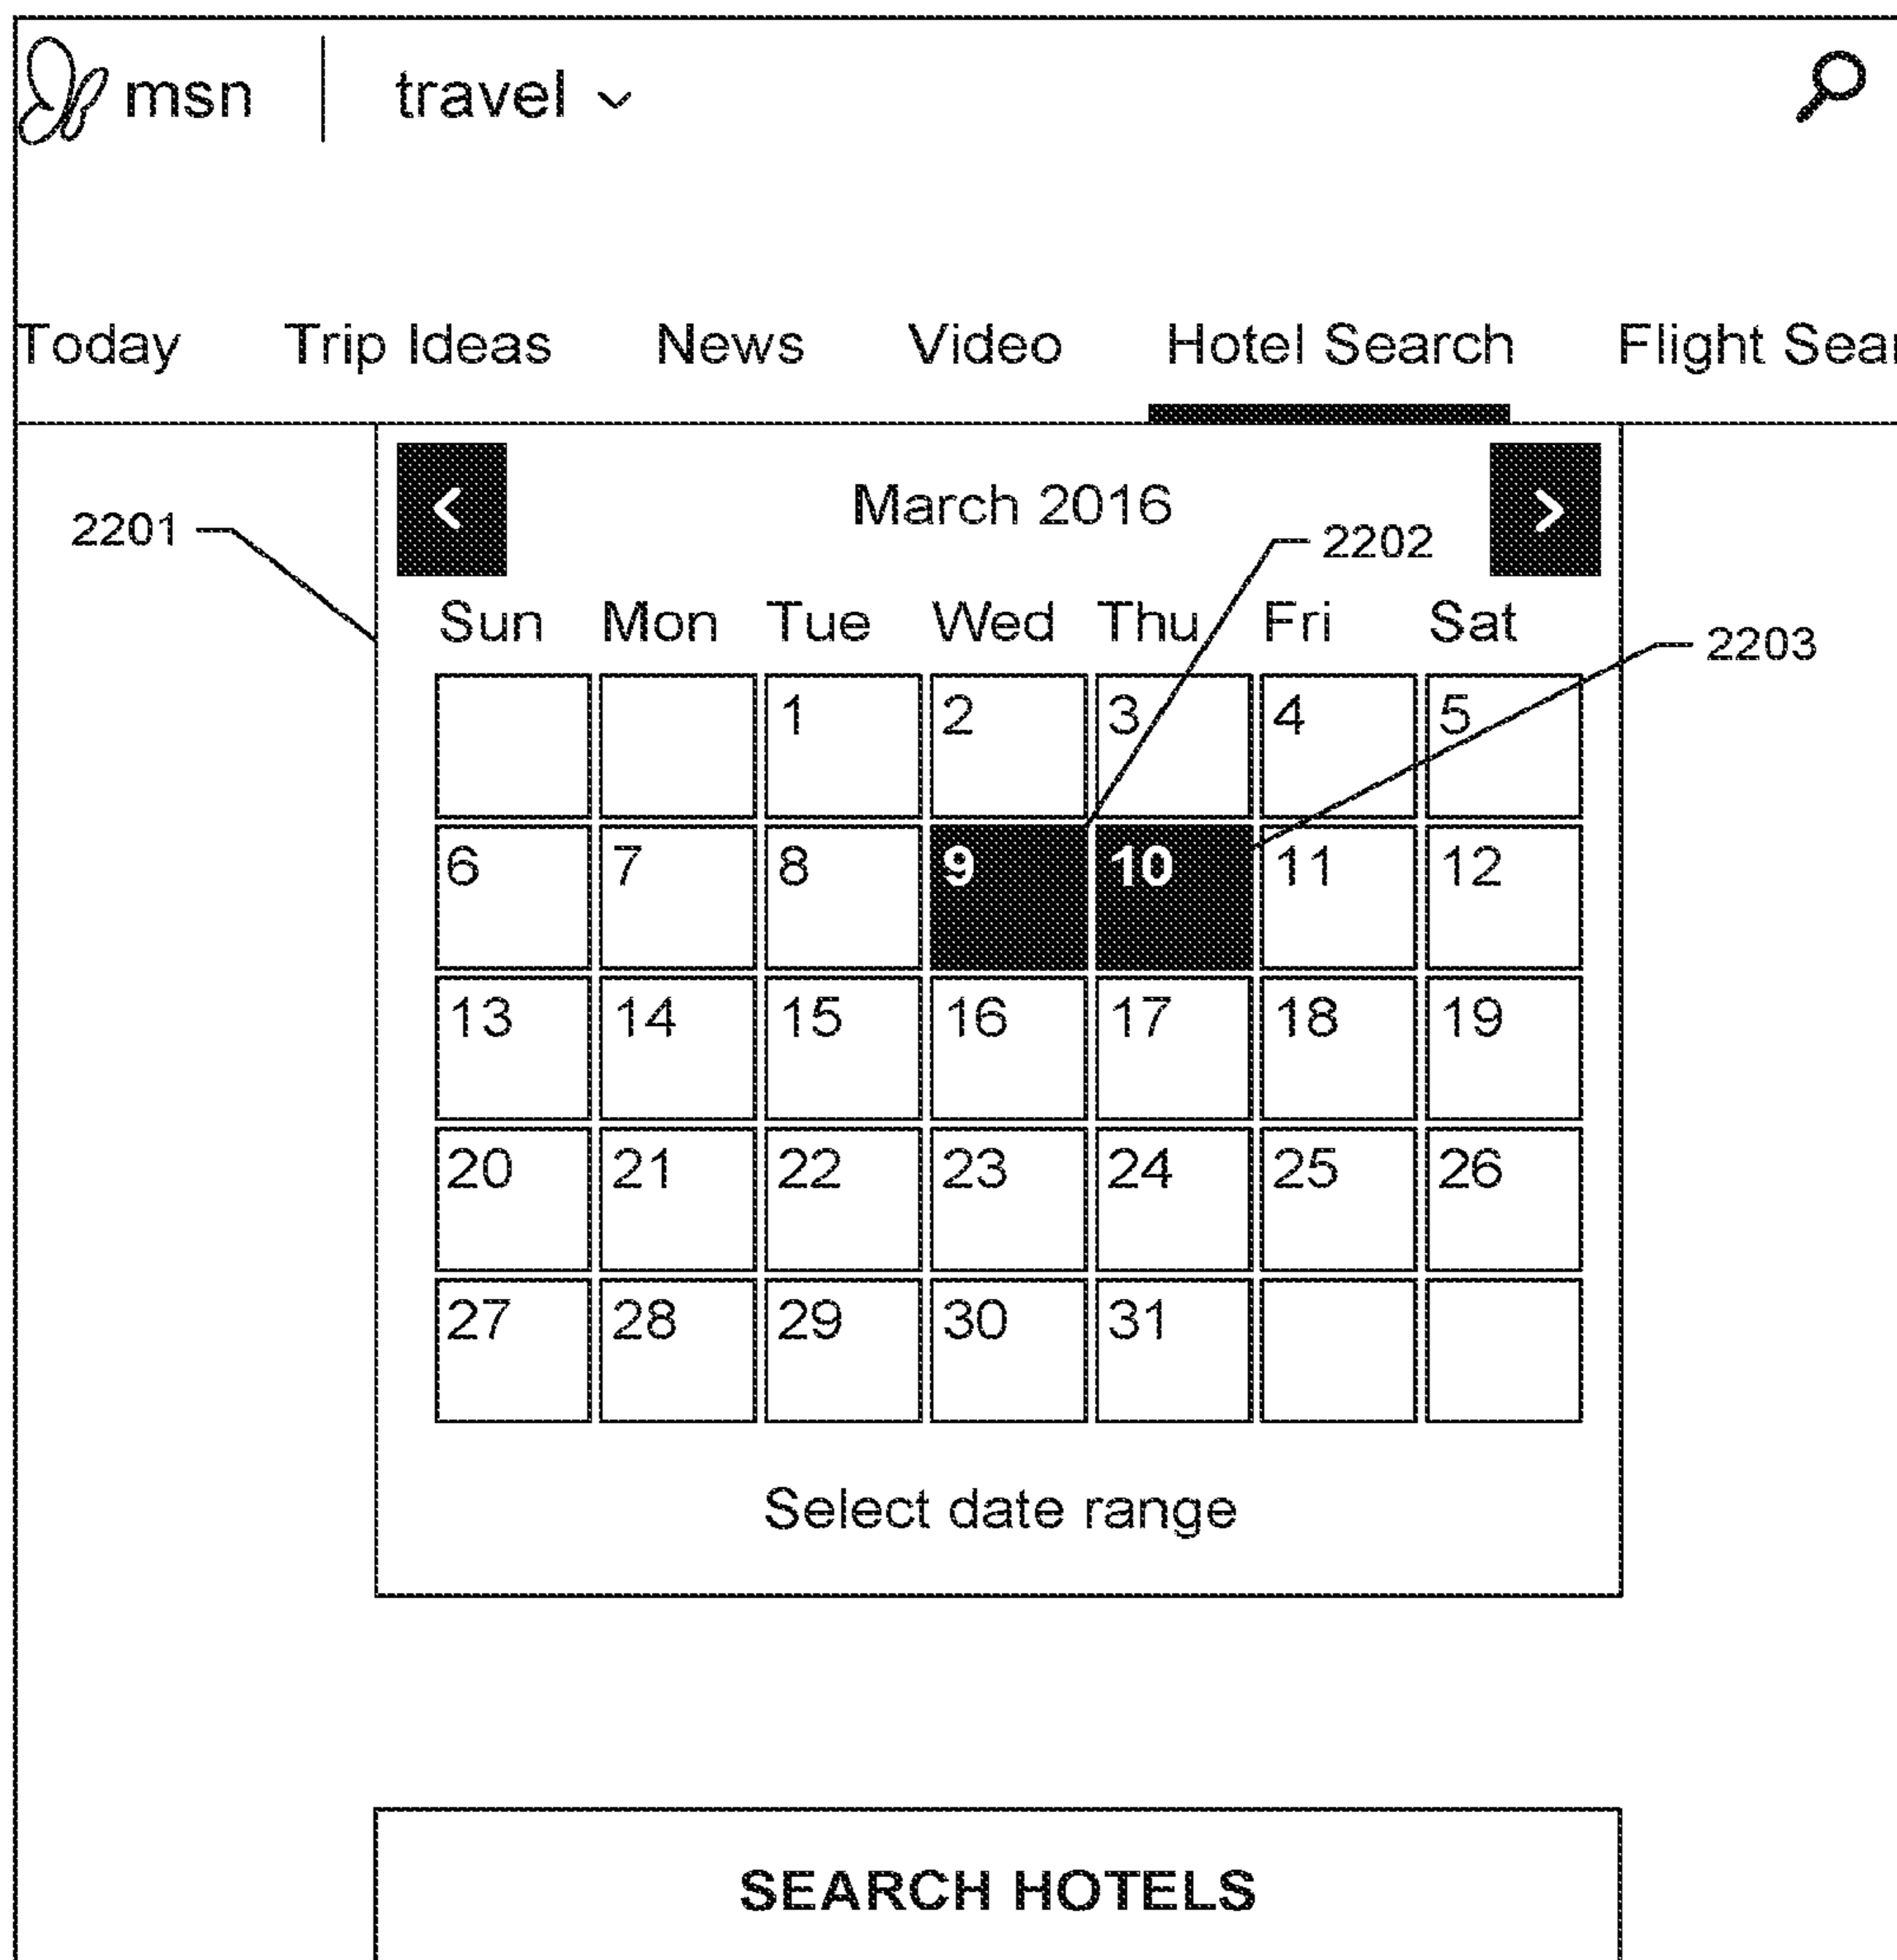 msn | travel
Today Trip Ideas News Video Hotel Search Flight Sear
< March 2016 >
2201
2202
Sun Mon Tue Wed Thu Fri Sat
2203
1 2 3 4 5
6 7 8 9 10 11 12
13 14 15 16 17 18 19
20 21 22 23 24 25 26
27 28 29 30 31
Select date range
SEARCH HOTELS